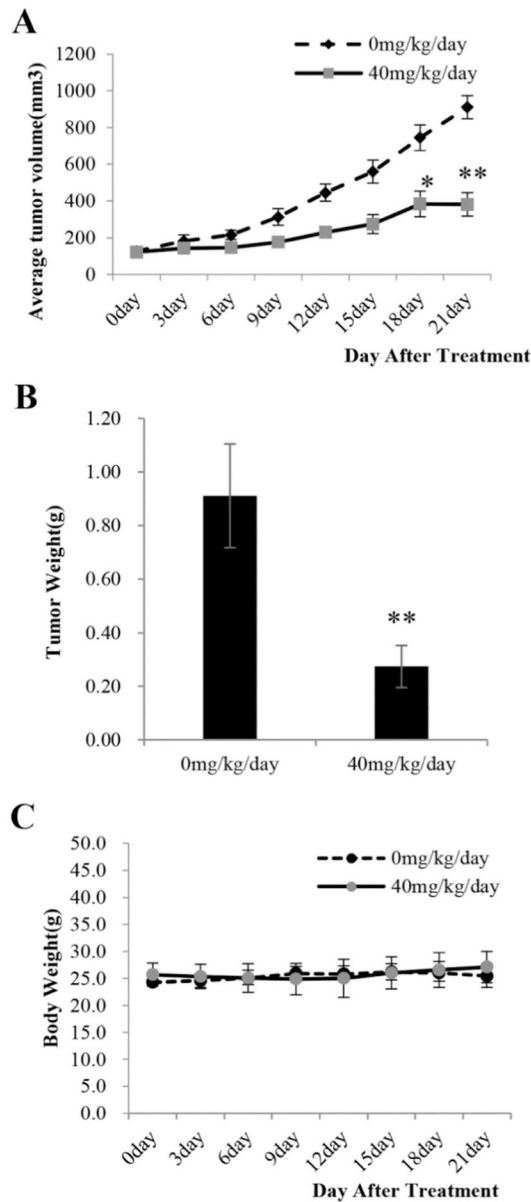 A
0mg/kg/day
40mg/kg/day
1200
1000
800
600
400
200
0
* **
Average tumor volume(mm3)
0day 3day 6day 9day 12day 15day 18day 21day
Day After Treatment
B
1.20
1.00
0.80
0.60
0.40
0.20
0.00
**
Tumor Weight(g)
0mg/kg/day 40mg/kg/day
C
0mg/kg/day
40mg/kg/day
50.0
45.0
40.0
35.0
30.0
25.0
20.0
15.0
10.0
5.0
0.0
Body Weight(g)
0day 3day 6day 9day 12day 15day 18day 21day
Day After Treatment